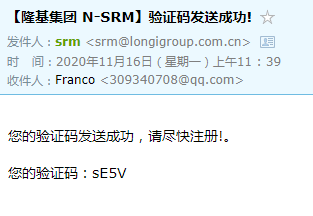 【隆基集团 N-SRM】验证码发送成功! ☆
发件人：srm <srm@longigroup.com.cn>
时　间：2020年11月16日（星期一）上午11：39
收件人：Franco <309340708@qq.com>
您的验证码发送成功，请尽快注册!。
您的验证码：sE5V